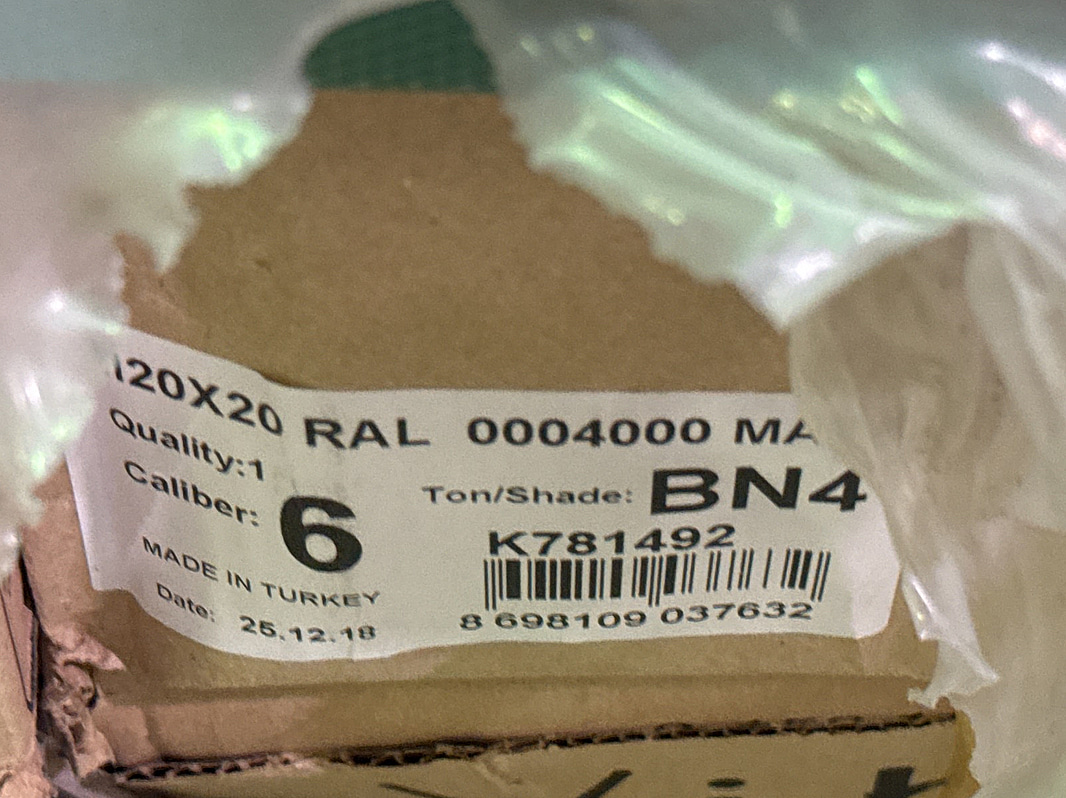 20X20 RAL 0004000 MA
Quality:1
Caliber: 6
Ton/Shade: BN4
K781492
MADE IN TURKEY
Date: 25.12.18
8 698109 037632